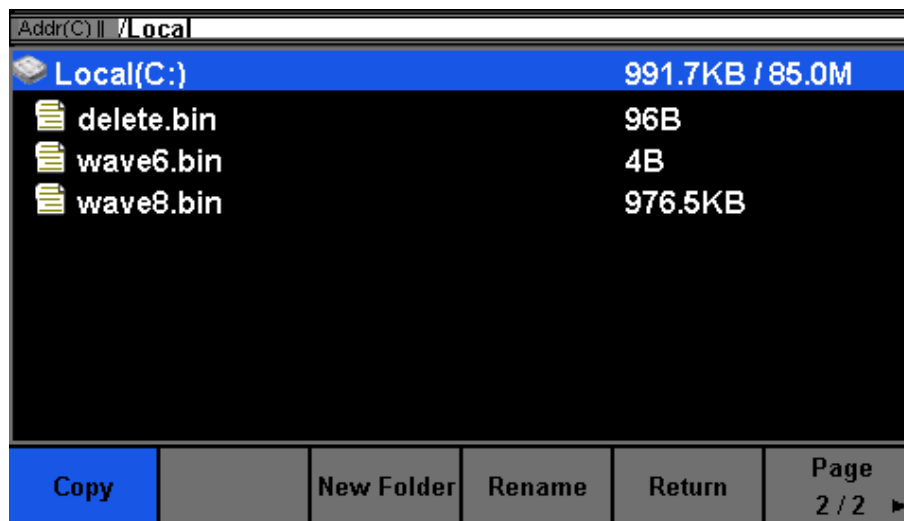 Addr(C) || /Local
Local(C:) 991.7KB / 85.0M
delete.bin 96B
wave6.bin 4B
wave8.bin 976.5KB
Copy New Folder Rename Return Page
2 / 2